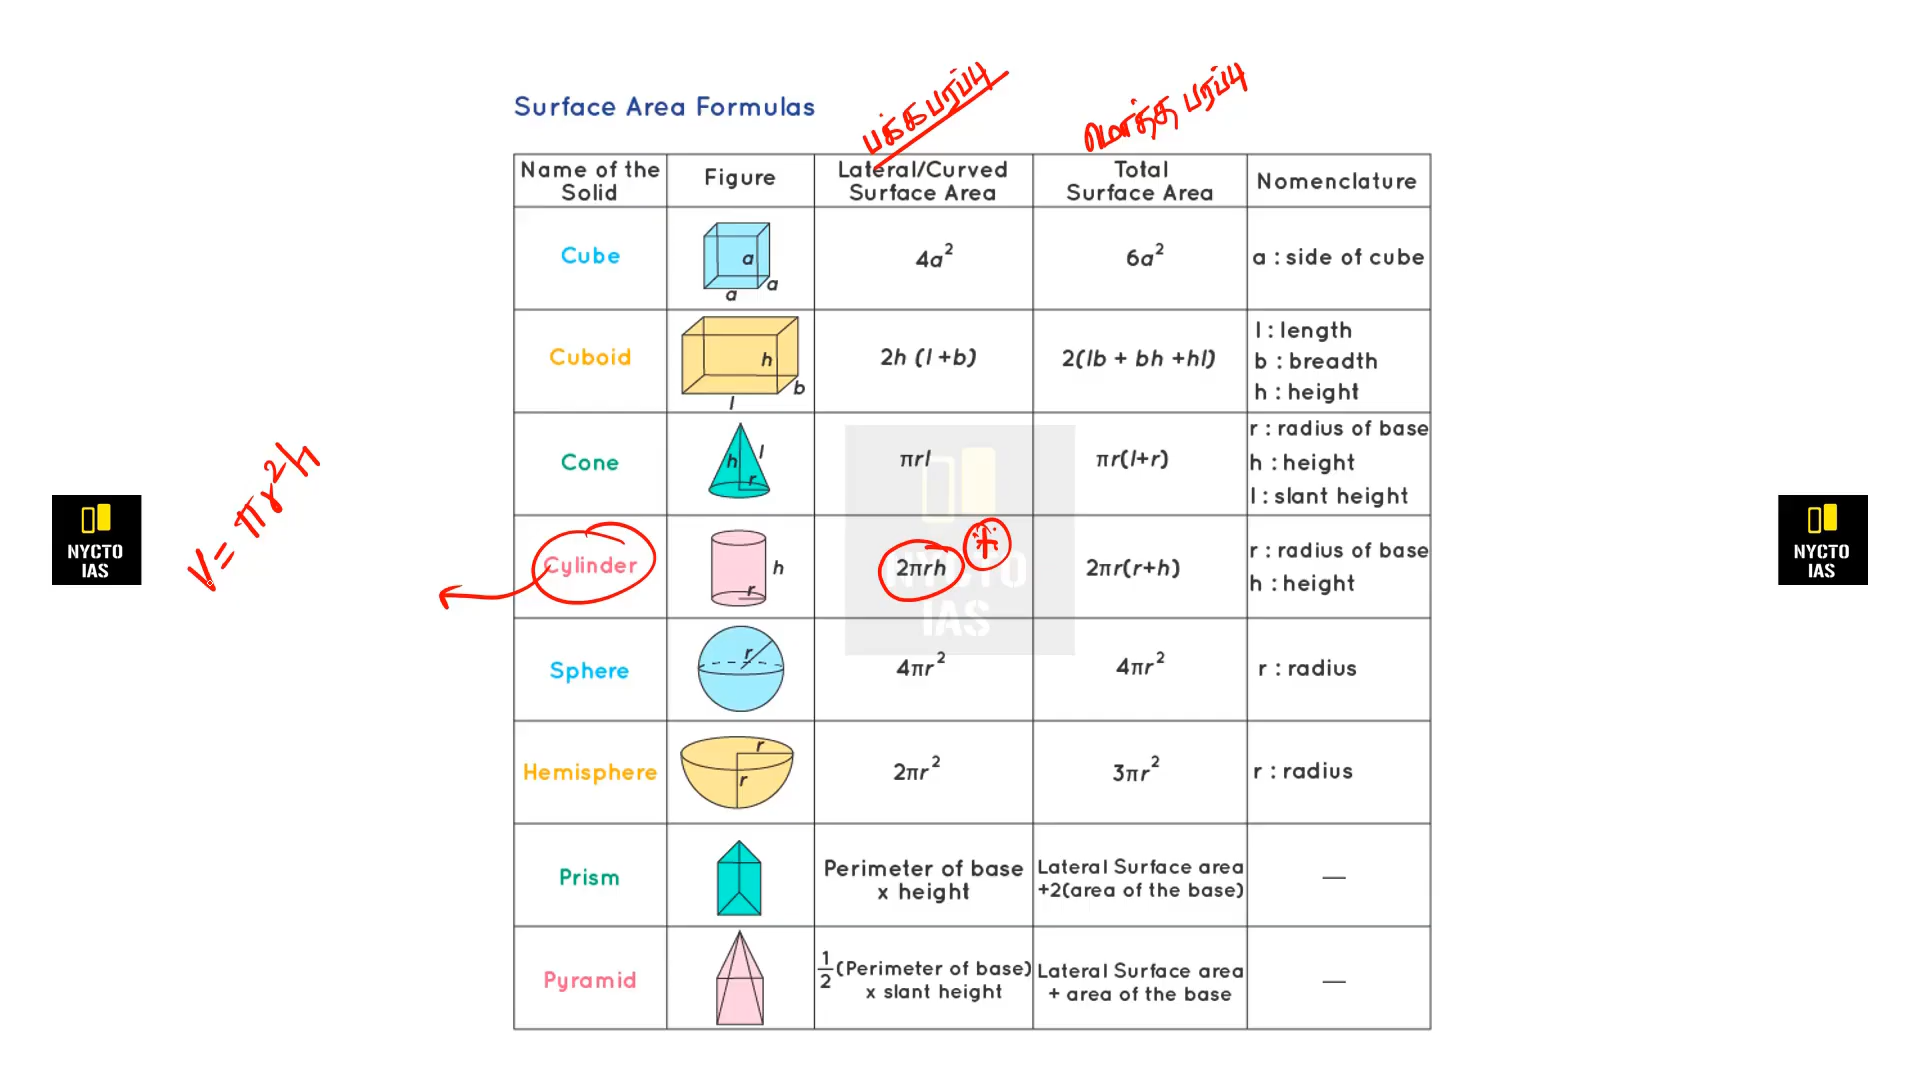 பக்கபரப்பு
மொத்த பரப்பு
Surface Area Formulas
Name of the
Solid
Figure
Lateral/Curved
Surface Area
Total
Surface Area
Nomenclature
Cube
a
a
a
4a²
6a²
a : side of cube
Cuboid
h
b
l
2h (l +b)
2(lb + bh +hl)
l : length
b : breadth
h : height
Cone
h
l
r
πrl
πr(l+r)
r : radius of base
h : height
l : slant height
V = πr²h
Cylinder
h
r
2πrh
2πr(r+h)
r : radius of base
h : height
Sphere
r
4πr²
4πr²
r : radius
Hemisphere
r
r
2πr²
3πr²
r : radius
Prism
Perimeter of base
x height
Lateral Surface area
+2(area of the base)
—
Pyramid
1/2 (Perimeter of base)
x slant height
Lateral Surface area
+ area of the base
—
NYCTO
IAS
NYCTO
IAS
NYCTO
IAS